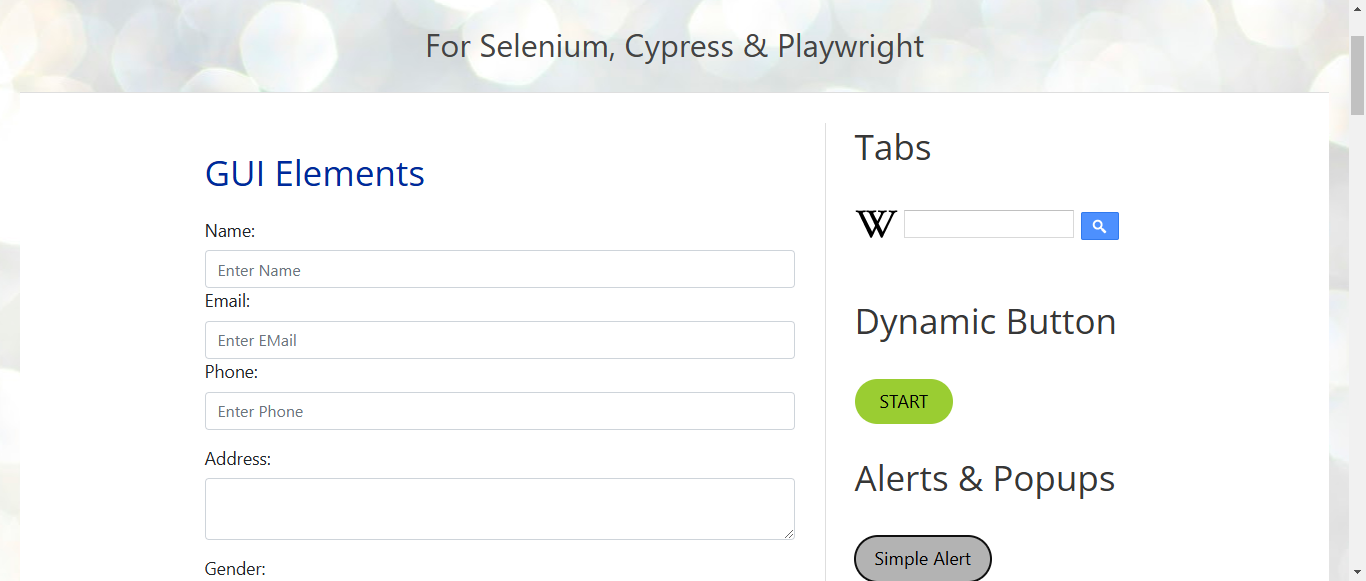 For Selenium, Cypress & Playwright
GUI Elements
Name:
Enter Name
Email:
Enter EMail
Phone:
Enter Phone
Address:
Gender:
Tabs
W
Dynamic Button
START
Alerts & Popups
Simple Alert